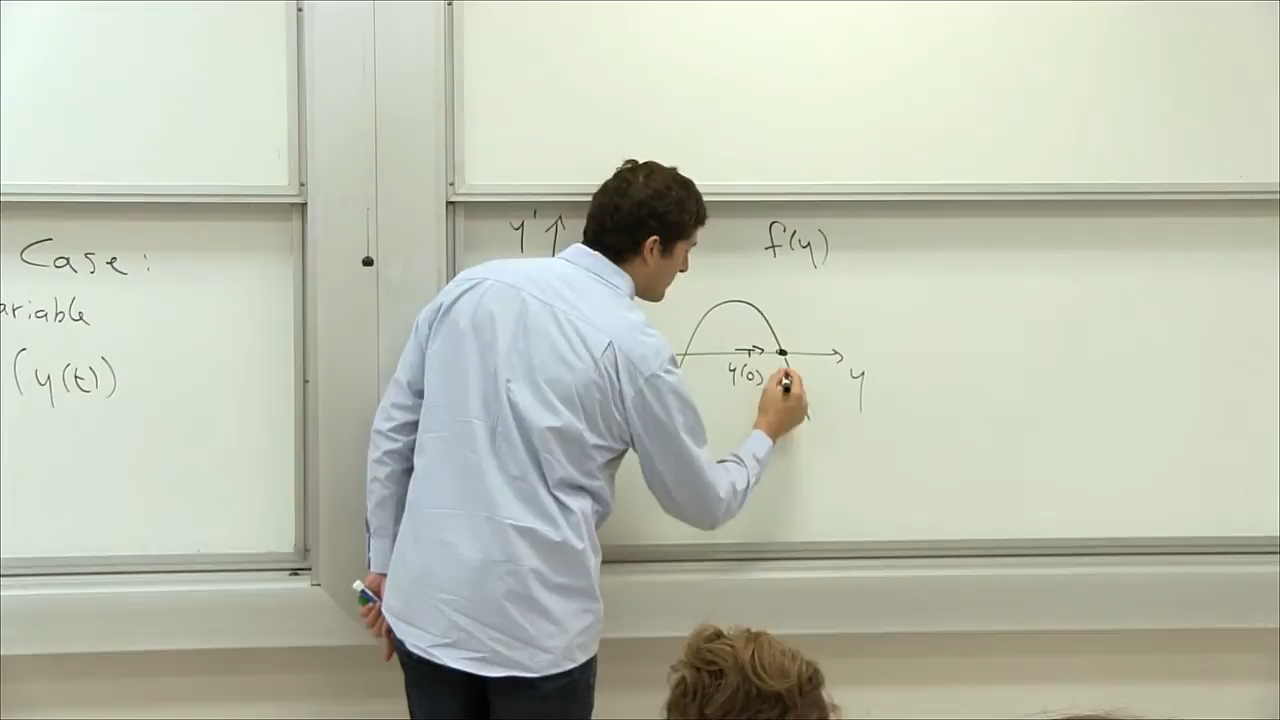 Case:
ariable
(y(t))
y'
f(y)
y(0)
y